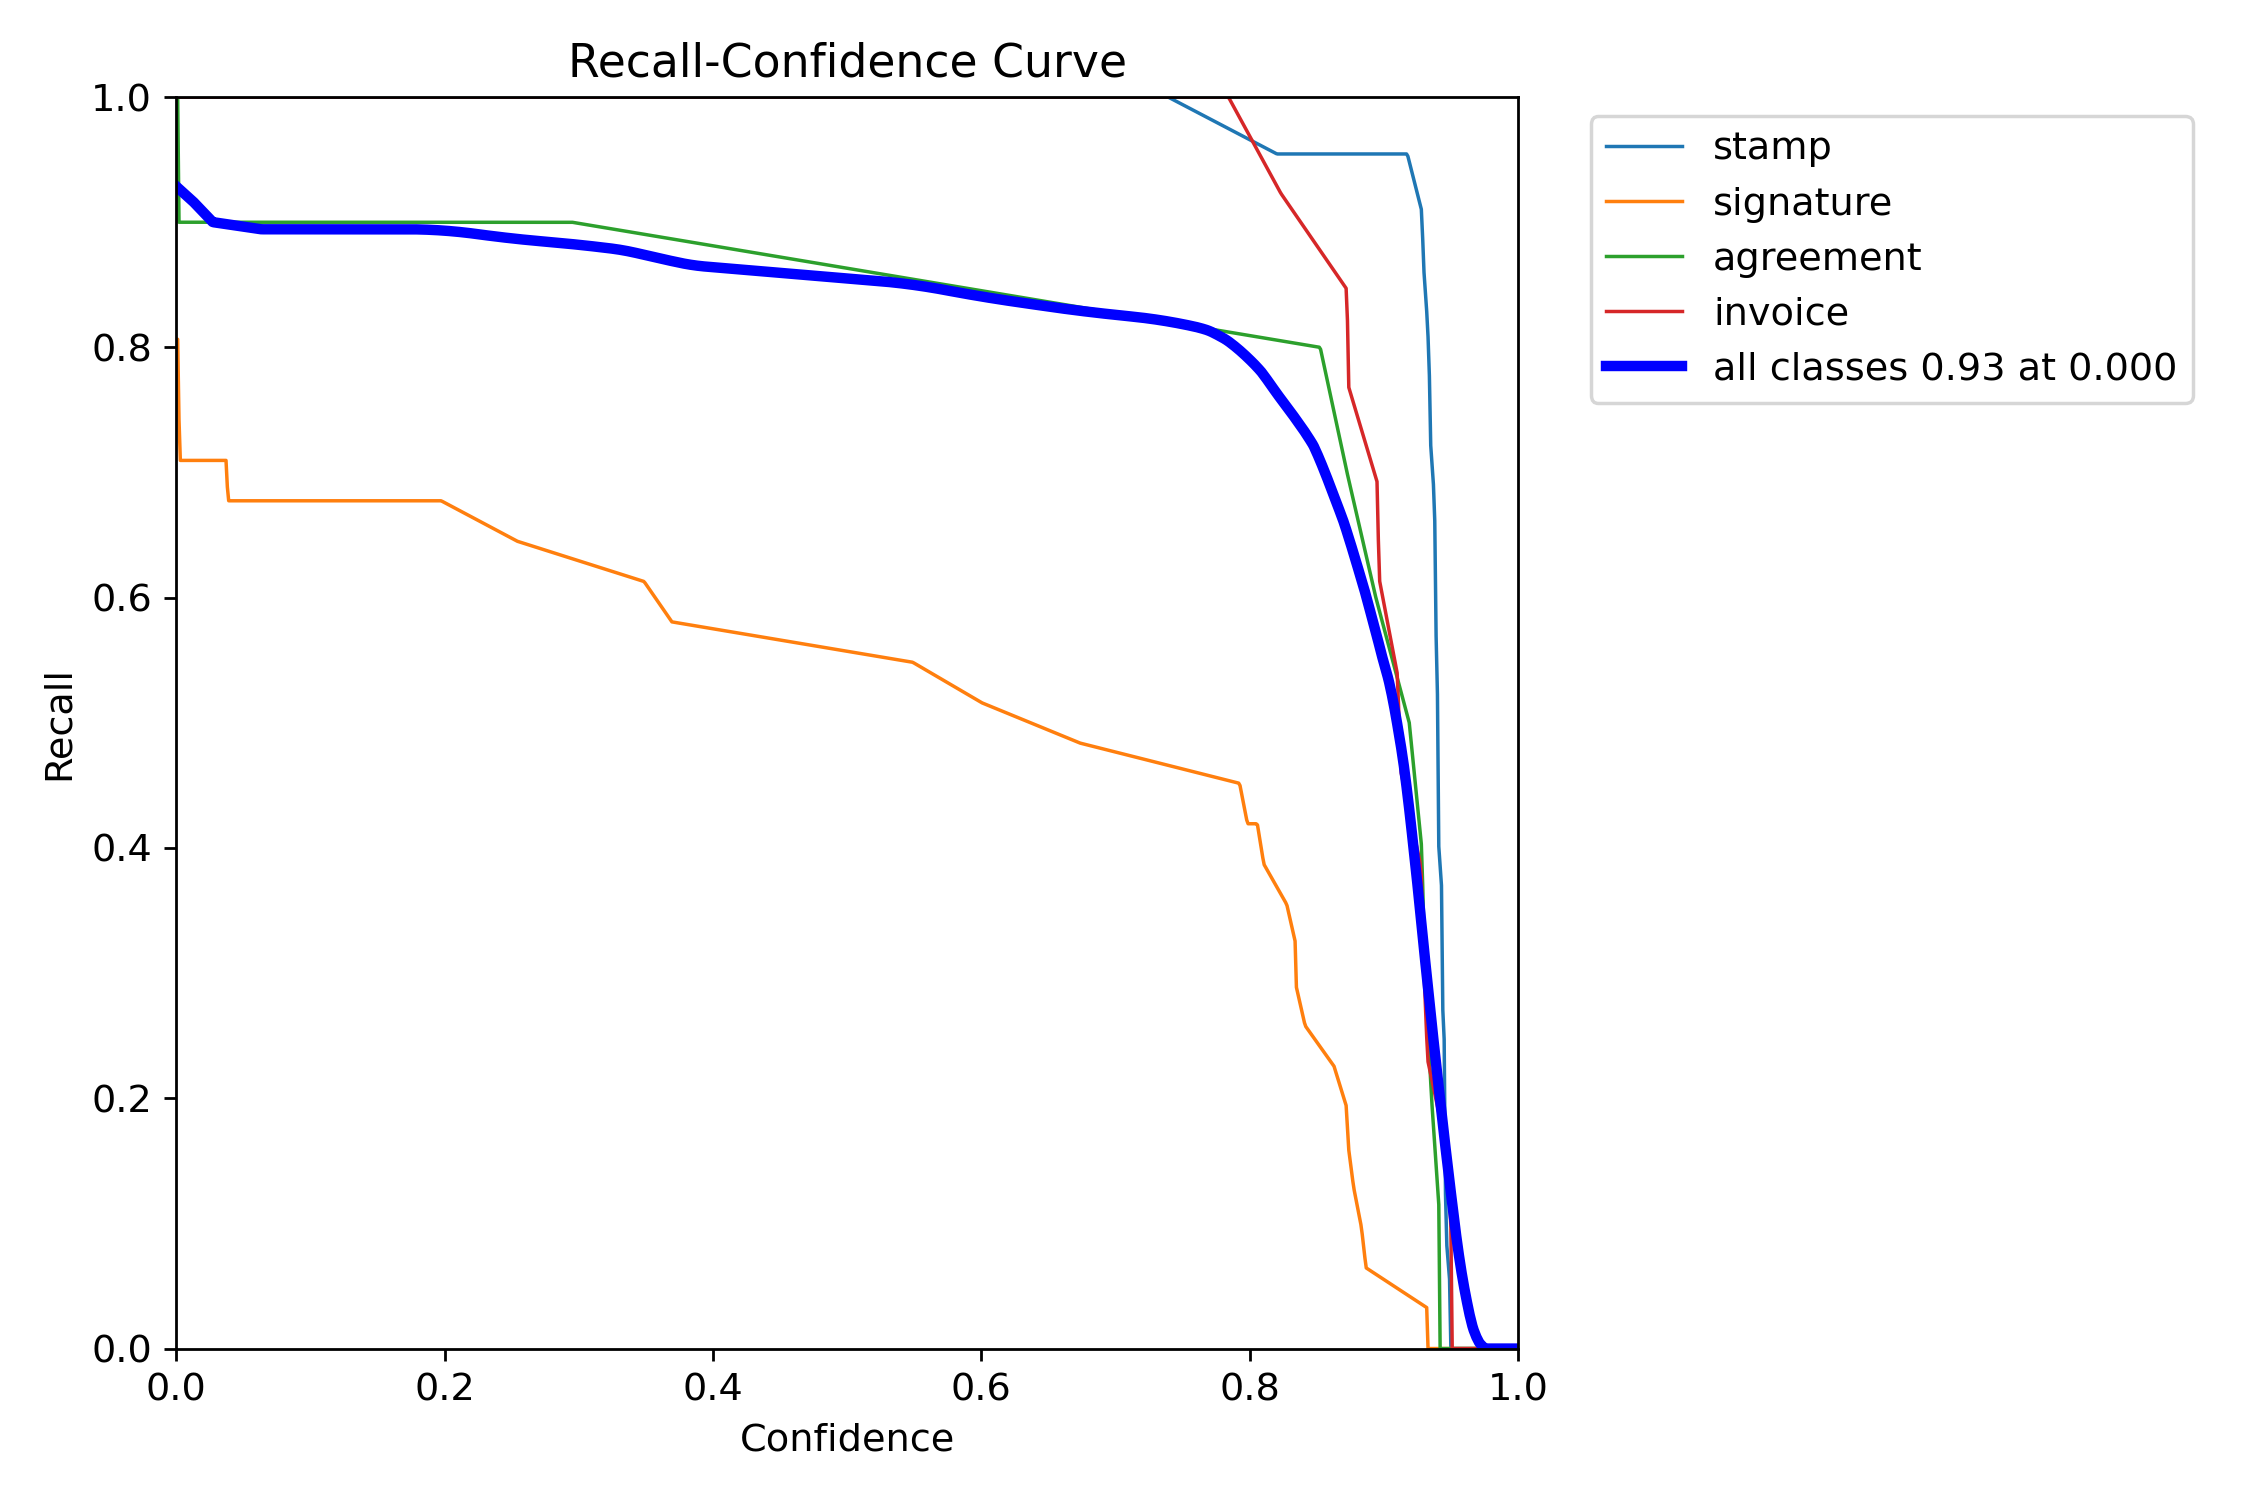 Recall-Confidence Curve
1.0
0.8
0.6
0.4
0.2
0.0
Recall
0.0 0.2 0.4 0.6 0.8 1.0
Confidence
stamp
signature
agreement
invoice
all classes 0.93 at 0.000